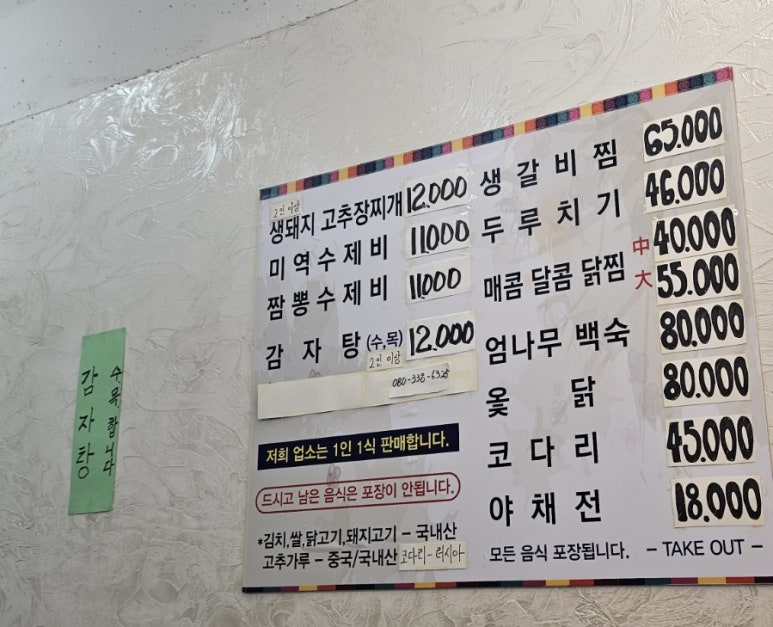 감자탕
수,목 합니다
2인 이상
생돼지 고추장찌개 12.000
미역수제비 11.000
짬뽕수제비 11.000
감자탕 (수,목) 12.000
2인 이상
080-338-6325
저희 업소는 1인 1식 판매합니다.
드시고 남은 음식은 포장이 안됩니다.
*김치,쌀,닭고기,돼지고기 - 국내산
고추가루 - 중국/국내산 코다리-러시아
생갈비찜 65.000
두루치기 46.000
매콤 달콤 닭찜 中 40.000
大 55.000
엄나무 백숙 80.000
옻닭 80.000
코다리 45.000
야채전 18.000
모든 음식 포장됩니다. - TAKE OUT -